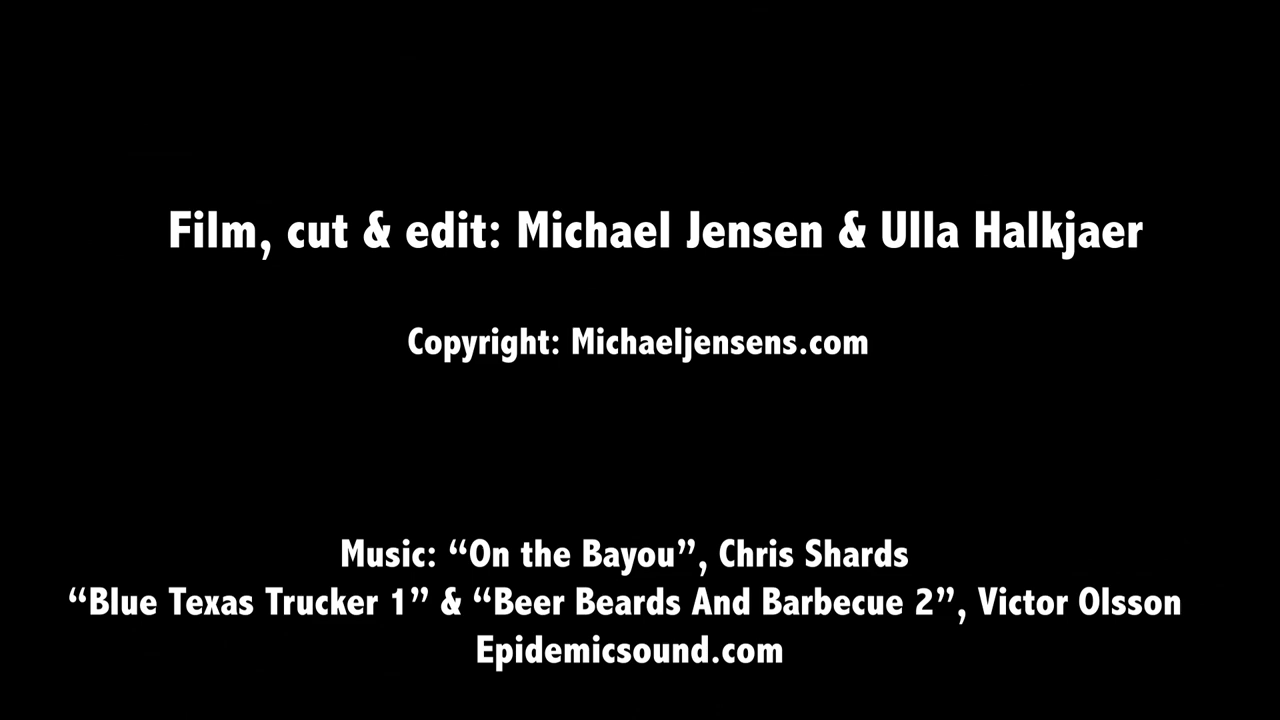 Film, cut & edit: Michael Jensen & Ulla Halkjaer
Copyright: Michaeljensens.com
Music: “On the Bayou”, Chris Shards
“Blue Texas Trucker 1” & “Beer Beards And Barbecue 2”, Victor Olsson
Epidemicsound.com